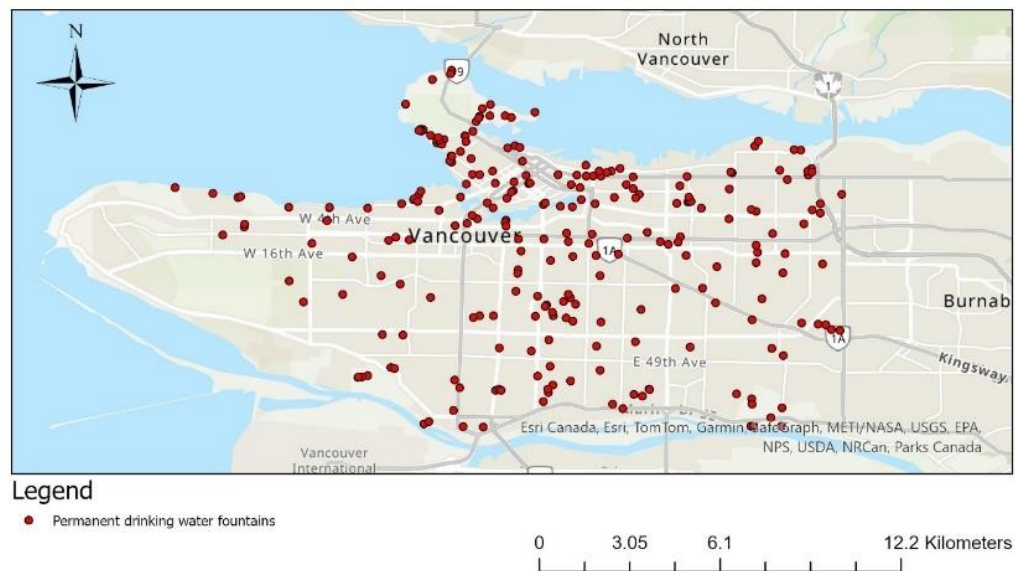 N
North
Vancouver
99
1
W 4th Ave
Vancouver
W 16th Ave
1A
Burnab
1A
E 49th Ave
Kingsway
Esri Canada, Esri, TomTom, Garmin, SafeGraph, METI/NASA, USGS, EPA,
NPS, USDA, NRCan, Parks Canada
Vancouver
International
Legend
Permanent drinking water fountains
0 3.05 6.1 12.2 Kilometers